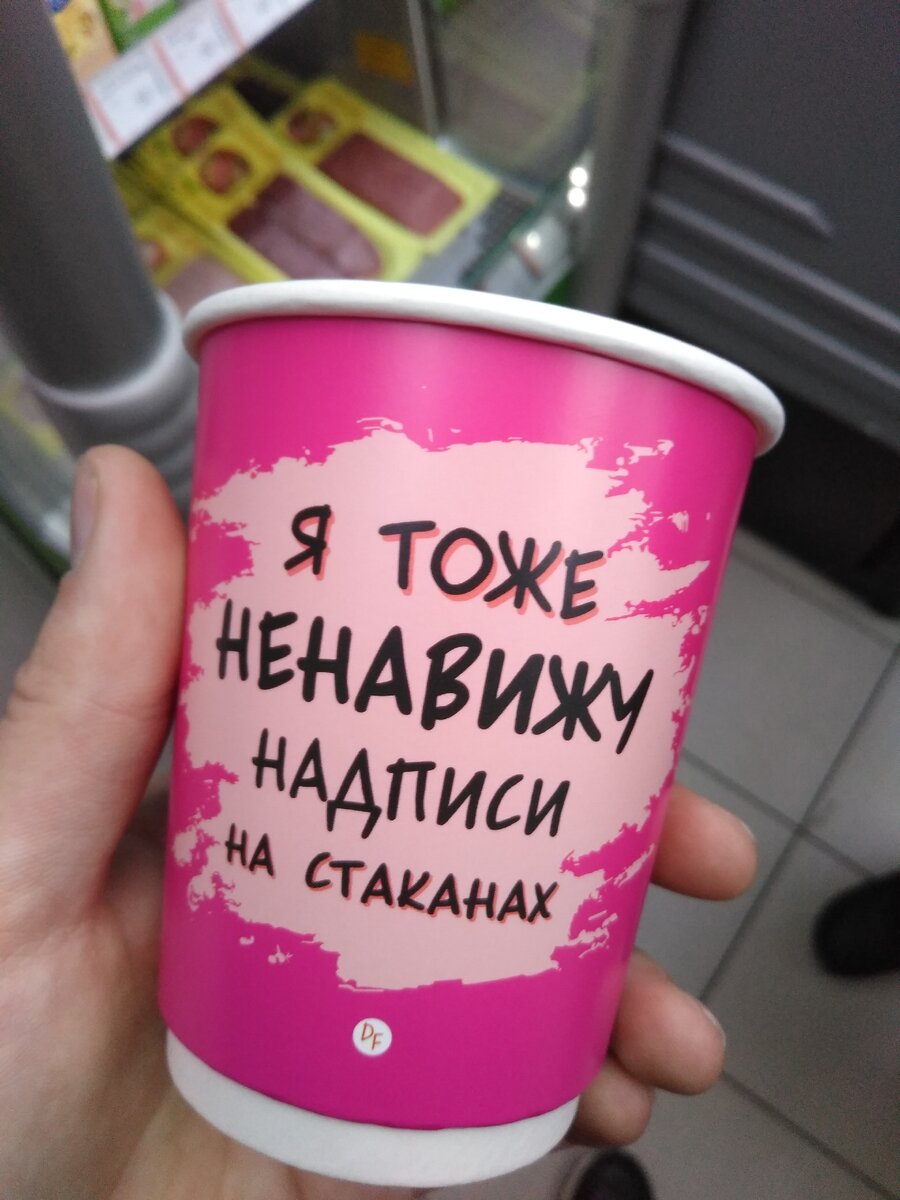 Я ТОЖЕ
НЕНАВИЖУ
НАДПИСИ
НА СТАКАНАХ
DF